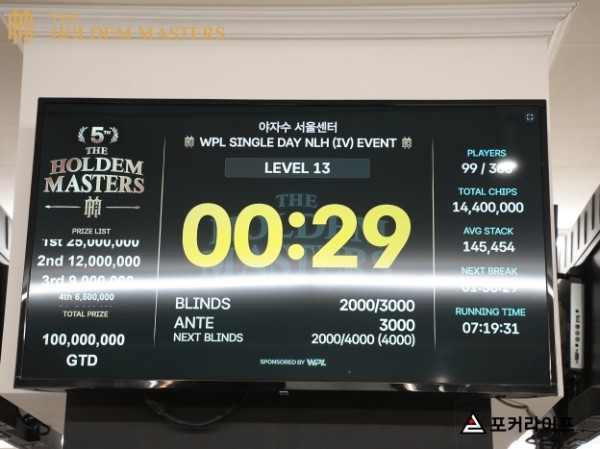 THE
HOLDEM MASTERS
5TH
THE
HOLDEM
MASTERS
PRIZE LIST
1st 25,000,000
2nd 12,000,000
3rd 9,000,000
4th 6,500,000
TOTAL PRIZE
100,000,000
GTD
야자수 서울센터
WPL SINGLE DAY NLH (IV) EVENT
LEVEL 13
THE
HOLDEM
MASTERS
00:29
BLINDS 2000/3000
ANTE 3000
NEXT BLINDS 2000/4000 (4000)
SPONSORED BY WPL
PLAYERS
99 /
TOTAL CHIPS
14,400,000
AVG STACK
145,454
NEXT BREAK
RUNNING TIME
07:19:31
포커라이프